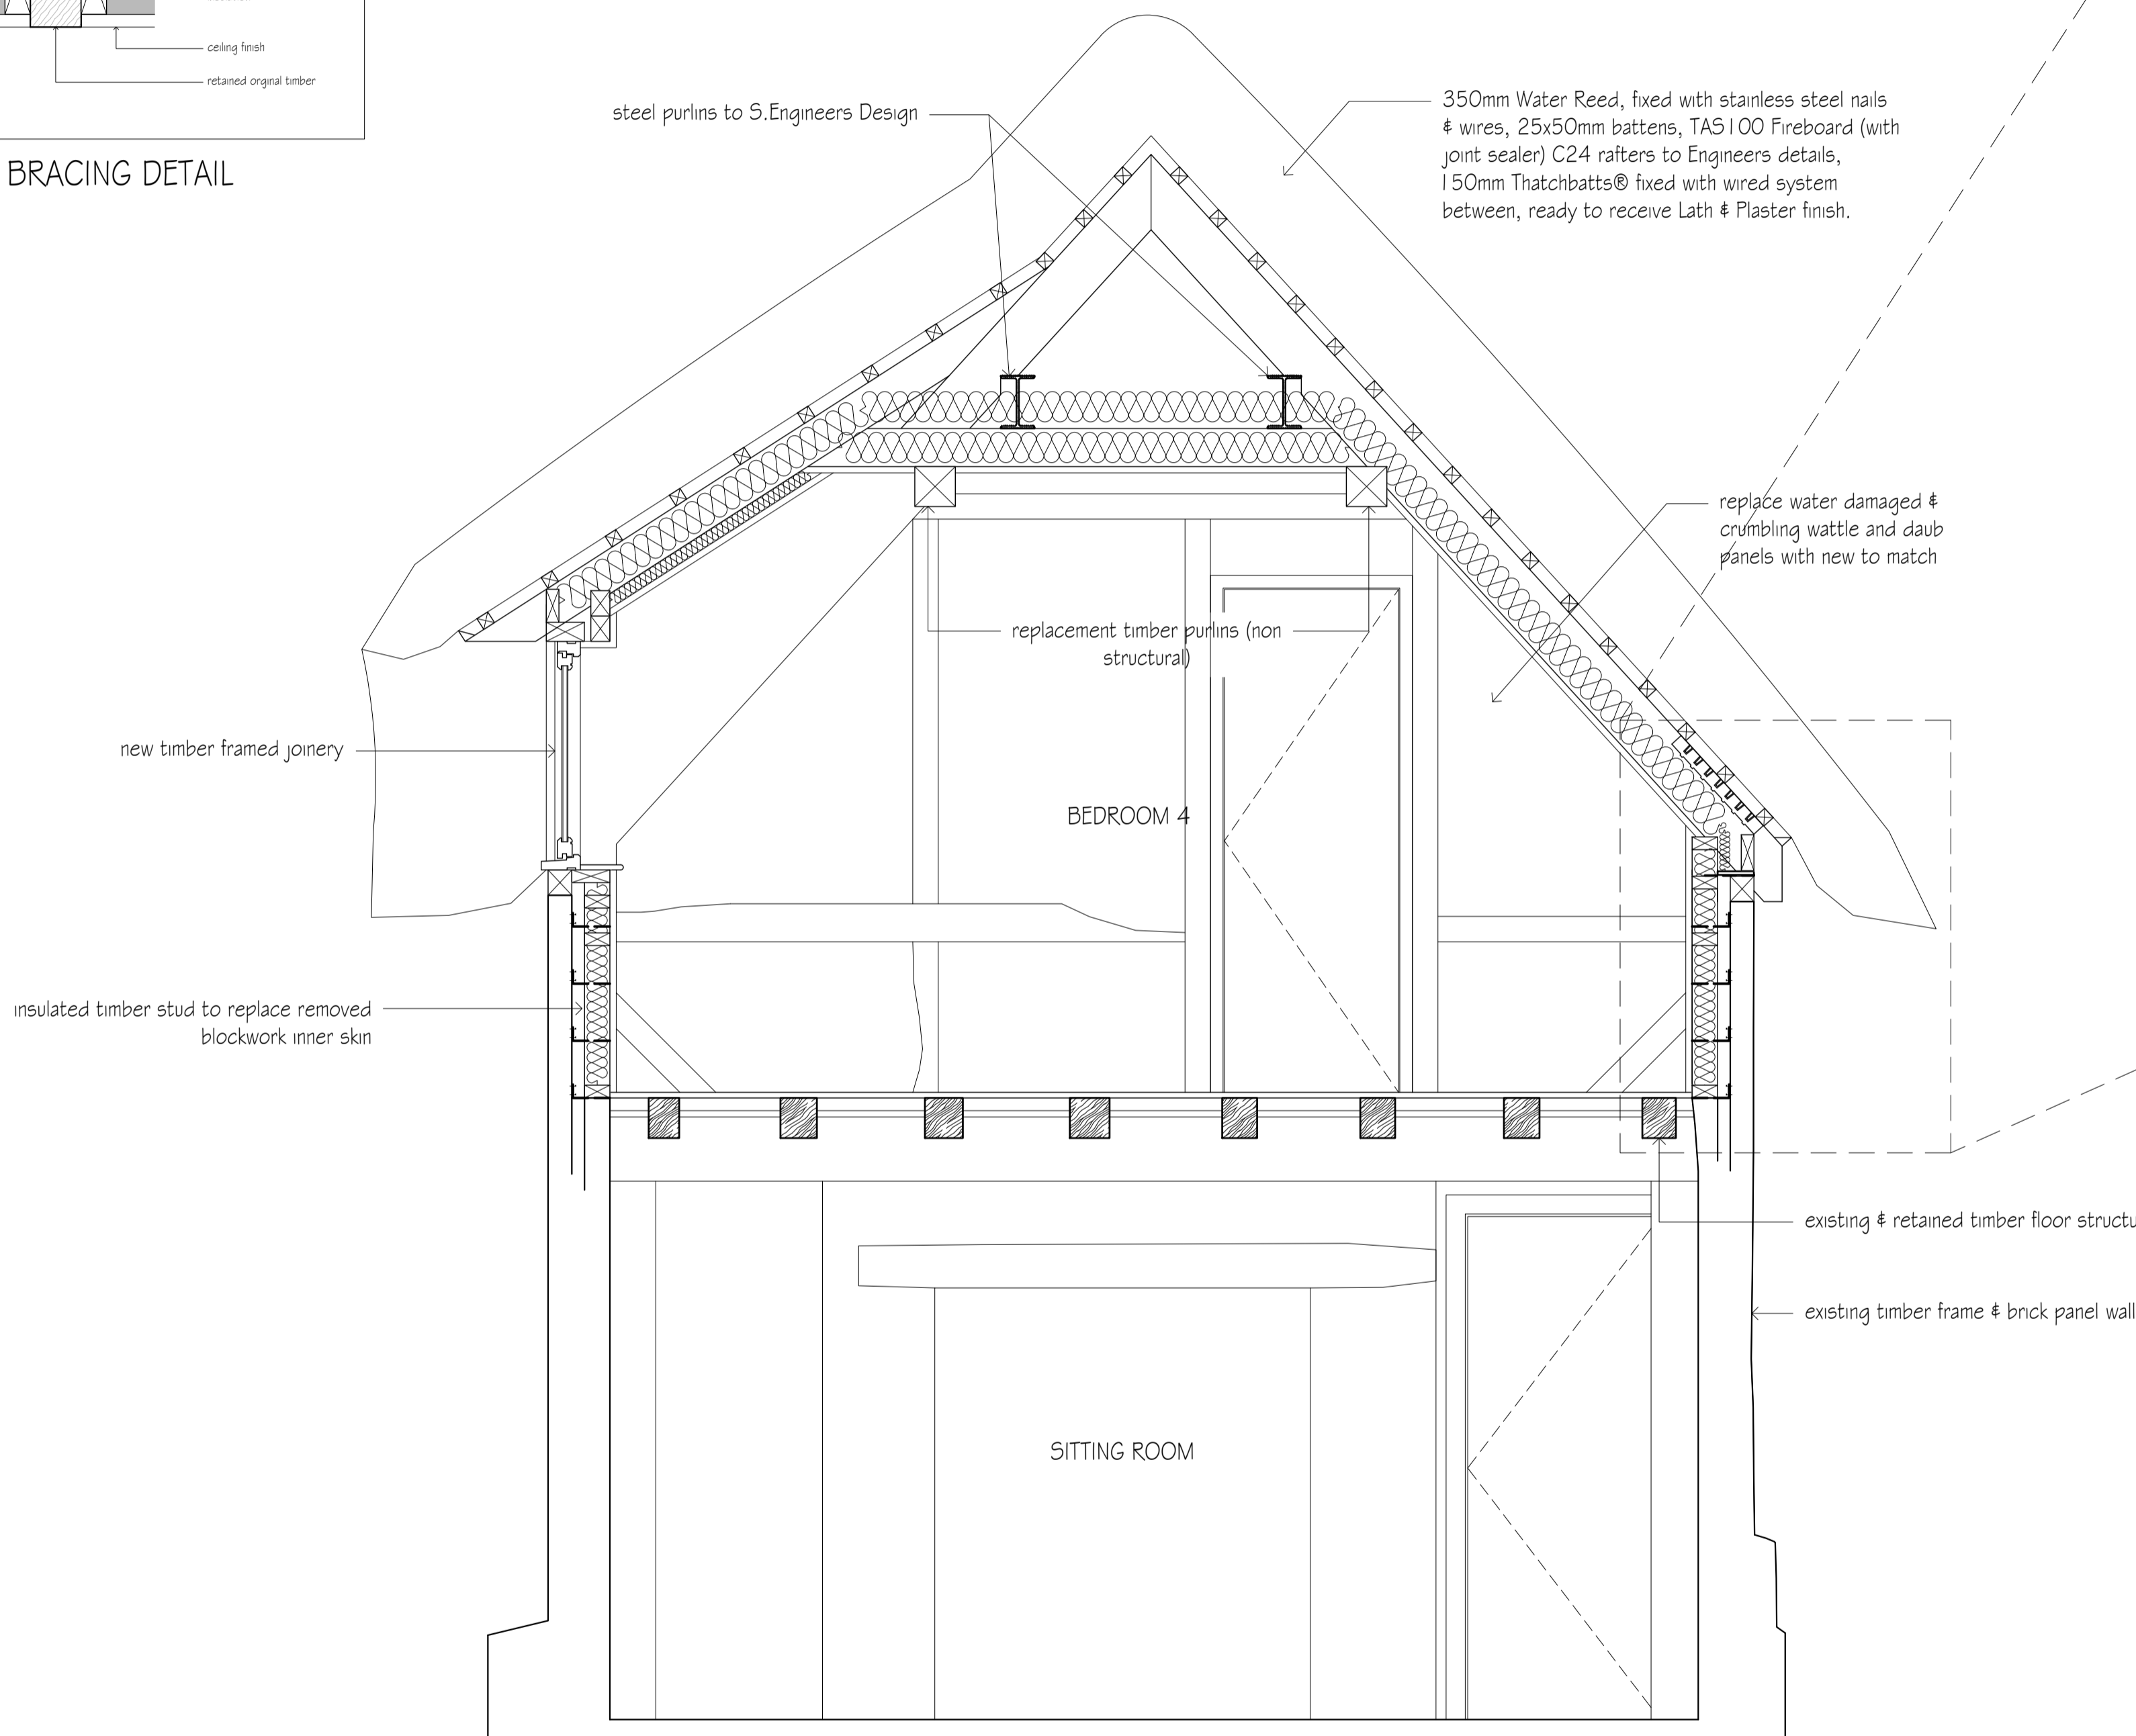 ceiling finish
retained orginal timber
BRACING DETAIL
steel purlins to S.Engineers Design
350mm Water Reed, fixed with stainless steel nails
& wires, 25x50mm battens, TAS100 Fireboard (with
joint sealer) C24 rafters to Engineers details,
150mm Thatchbatts® fixed with wired system
between, ready to receive Lath & Plaster finish.
replace water damaged &
crumbling wattle and daub
panels with new to match
replacement timber purlins (non
structural)
new timber framed joinery
BEDROOM 4
insulated timber stud to replace removed
blockwork inner skin
existing & retained timber floor structu
existing timber frame & brick panel wall
SITTING ROOM